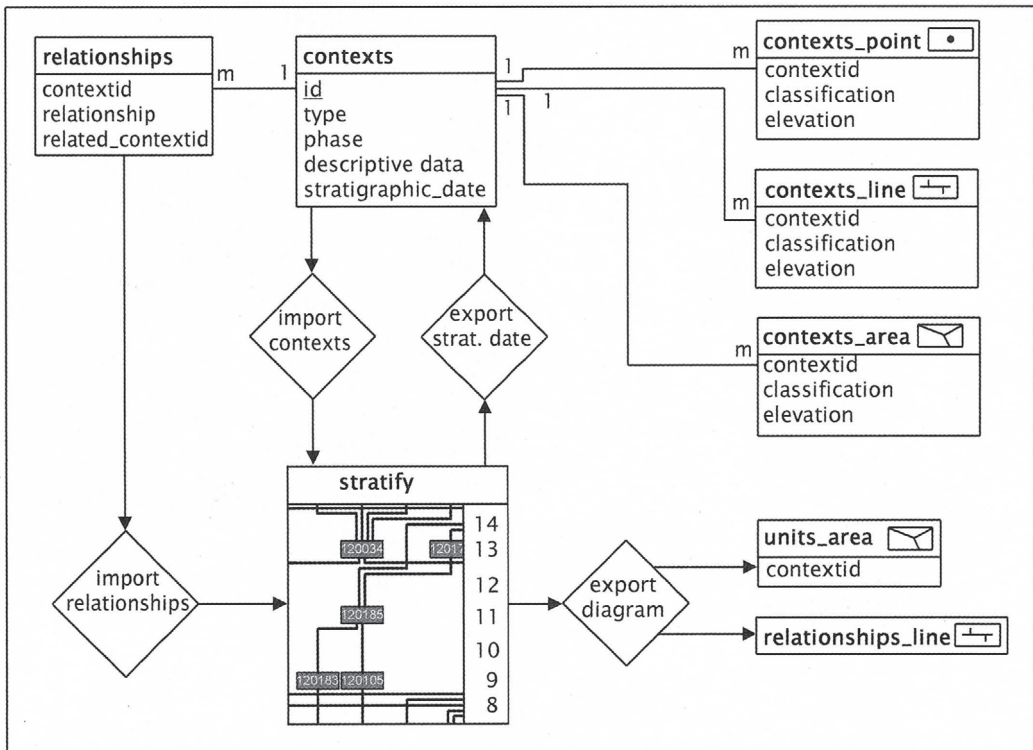 relationships
contextid
relationship
related_contextid
m
1
contexts
id
type
phase
descriptive data
stratigraphic_date
1
1
1
m
contexts_point
contextid
classification
elevation
m
contexts_line
contextid
classification
elevation
m
contexts_area
contextid
classification
elevation
import
contexts
export
strat. date
import
relationships
stratify
14
13
12
11
10
9
8
120034
12017
120185
120183
120105
export
diagram
units_area
contextid
relationships_line